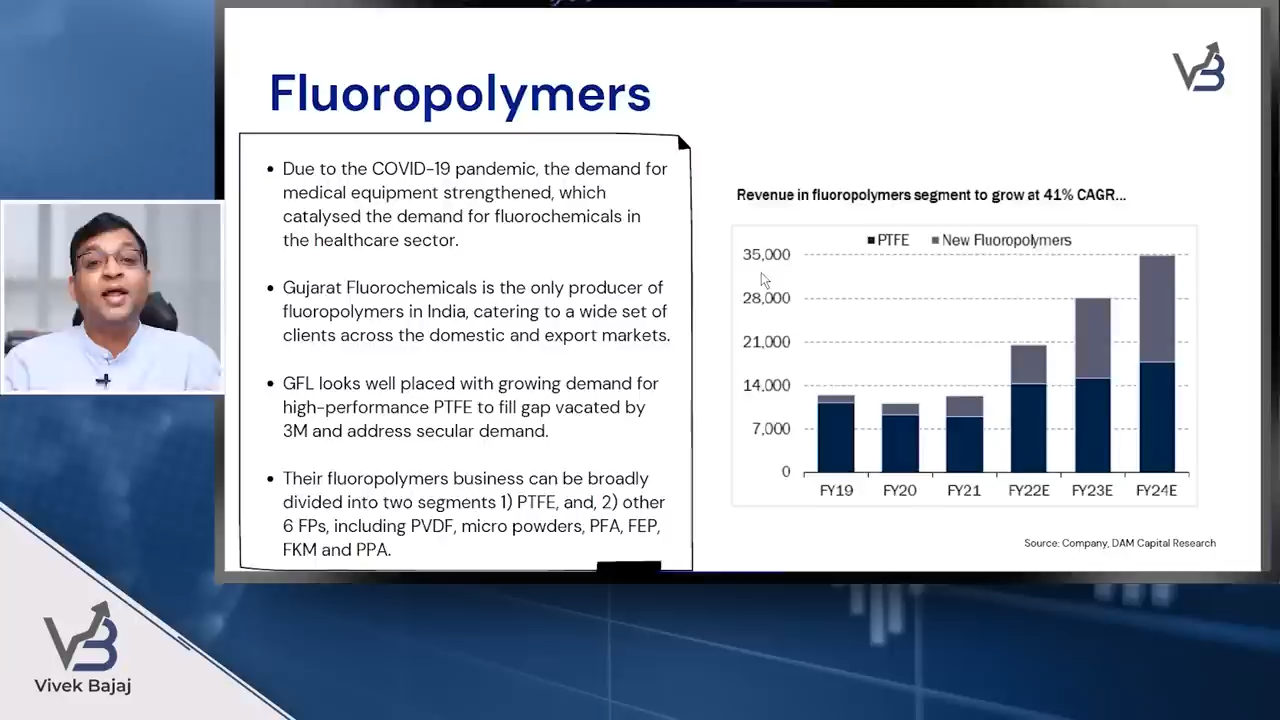 Fluoropolymers
• Due to the COVID-19 pandemic, the demand for
medical equipment strengthened, which
catalysed the demand for fluorochemicals in
the healthcare sector.
• Gujarat Fluorochemicals is the only producer of
fluoropolymers in India, catering to a wide set of
clients across the domestic and export markets.
• GFL looks well placed with growing demand for
high-performance PTFE to fill gap vacated by
3M and address secular demand.
• Their fluoropolymers business can be broadly
divided into two segments 1) PTFE, and, 2) other
6 FPs, including PVDF, micro powders, PFA, FEP,
FKM and PPA.
VB
Revenue in fluoropolymers segment to grow at 41% CAGR...
PTFE New Fluoropolymers
35,000
28,000
21,000
14,000
7,000
0
FY19 FY20 FY21 FY22E FY23E FY24E
Source: Company, DAM Capital Research
VB
Vivek Bajaj